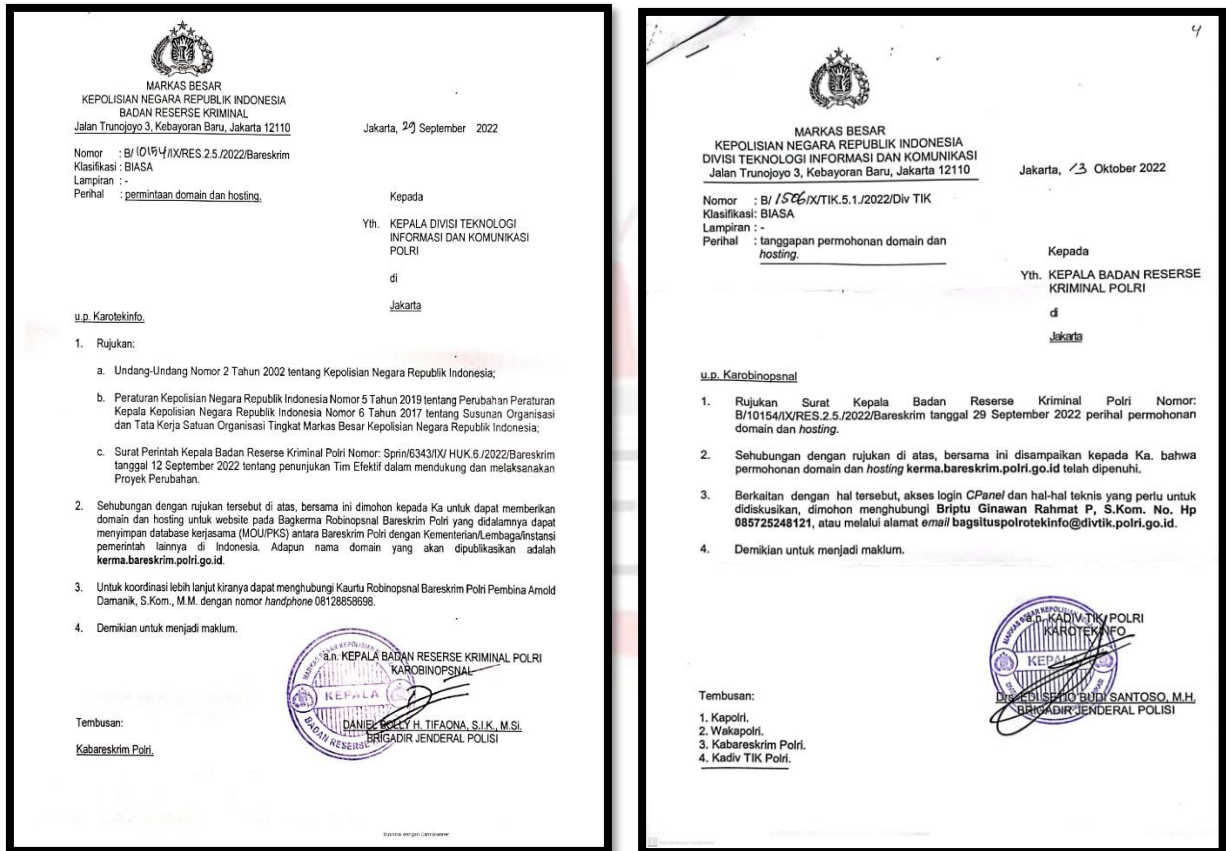 MARKAS BESAR
KEPOLISIAN NEGARA REPUBLIK INDONESIA
BADAN RESERSE KRIMINAL
Jalan Trunojoyo 3, Kebayoran Baru, Jakarta 12110
Jakarta, 29 September 2022
Nomor : B/ 10154/IX/RES.2.5./2022/Bareskrim
Klasifikasi : BIASA
Lampiran : -
Perihal : permintaan domain dan hosting.
Kepada
Yth. KEPALA DIVISI TEKNOLOGI
INFORMASI DAN KOMUNIKASI
POLRI
di
Jakarta
u.p. Karotekinfo.
1. Rujukan:
a. Undang-Undang Nomor 2 Tahun 2002 tentang Kepolisian Negara Republik Indonesia;
b. Peraturan Kepolisian Negara Republik Indonesia Nomor 5 Tahun 2019 tentang Perubahan Peraturan
Kepala Kepolisian Negara Republik Indonesia Nomor 6 Tahun 2017 tentang Susunan Organisasi
dan Tata Kerja Satuan Organisasi Tingkat Markas Besar Kepolisian Negara Republik Indonesia;
c. Surat Perintah Kepala Badan Reserse Kriminal Polri Nomor: Sprin/6343/IX/ HUK.6./2022/Bareskrim
tanggal 12 September 2022 tentang penunjukan Tim Efektif dalam mendukung dan melaksanakan
Proyek Perubahan.
2. Sehubungan dengan rujukan tersebut di atas, bersama ini dimohon kepada Ka untuk dapat memberikan
domain dan hosting untuk website pada Bagkerma Robinopsnal Bareskrim Polri yang didalamnya dapat
menyimpan database kerjasama (MOU/PKS) antara Bareskrim Polri dengan Kementerian/Lembaga/instansi
pemerintah lainnya di Indonesia. Adapun nama domain yang akan dipublikasikan adalah
kerma.bareskrim.polri.go.id.
3. Untuk koordinasi lebih lanjut kiranya dapat menghubungi Kaurtu Robinopsnal Bareskrim Polri Pembina Arnold
Damanik, S.Kom., M.M. dengan nomor handphone 08128858698.
4. Demikian untuk menjadi maklum.
a.n. KEPALA BADAN RESERSE KRIMINAL POLRI
KAROBINOPSNAL
KEPALA
DANIEL BOLLY H. TIFAONA, S.I.K., M.Si.
BRIGADIR JENDERAL POLISI
Tembusan:
Kabareskrim Polri.
4
MARKAS BESAR
KEPOLISIAN NEGARA REPUBLIK INDONESIA
DIVISI TEKNOLOGI INFORMASI DAN KOMUNIKASI
Jalan Trunojoyo 3, Kebayoran Baru, Jakarta 12110
Jakarta, 13 Oktober 2022
Nomor : B/ /X/TIK.5.1./2022/Div TIK
Klasifikasi: BIASA
Lampiran : -
Perihal : tanggapan permohonan domain dan
hosting.
Kepada
Yth. KEPALA BADAN RESERSE
KRIMINAL POLRI
di
Jakarta
u.p. Karobinopsnal
1. Rujukan Surat Kepala Badan Reserse Kriminal Polri Nomor:
B/10154/IX/RES.2.5./2022/Bareskrim tanggal 29 September 2022 perihal permohonan
domain dan hosting.
2. Sehubungan dengan rujukan di atas, bersama ini disampaikan kepada Ka. bahwa
permohonan domain dan hosting kerma.bareskrim.polri.go.id telah dipenuhi.
3. Berkaitan dengan hal tersebut, akses login CPanel dan hal-hal teknis yang perlu untuk
didiskusikan, dimohon menghubungi Briptu Ginawan Rahmat P, S.Kom. No. Hp
085725248121, atau melalui alamat email bagsituspolrotekinfo@divtik.polri.go.id.
4. Demikian untuk menjadi maklum.
a.n. KADIV TIK POLRI
KAROTEKINFO
KEPALA
Drs. EDI SETIO BUDI SANTOSO, M.H.
BRIGADIR JENDERAL POLISI
Tembusan:
1. Kapolri.
2. Wakapolri.
3. Kabareskrim Polri.
4. Kadiv TIK Polri.